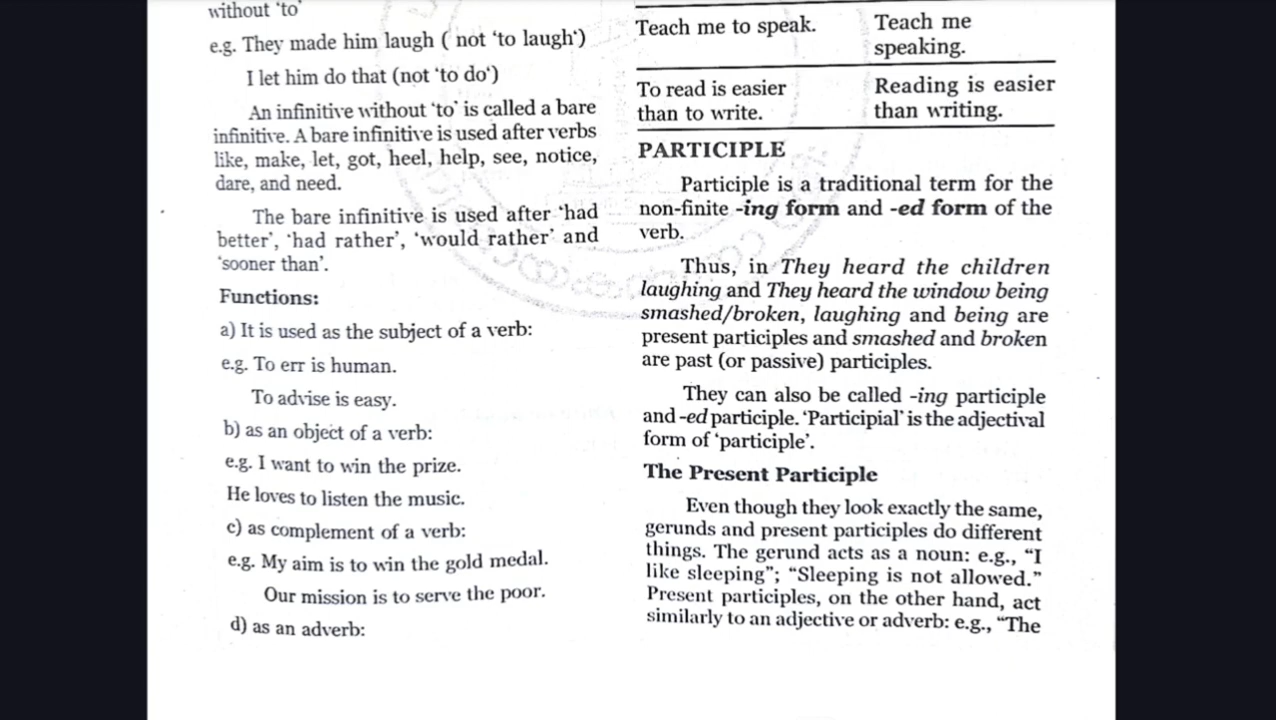 without 'to'
e.g. They made him laugh ( not 'to laugh')
I let him do that (not 'to do')
An infinitive without 'to' is called a bare
infinitive. A bare infinitive is used after verbs
like, make, let, got, heel, help, see, notice,
dare, and need.
The bare infinitive is used after 'had
better', 'had rather', 'would rather' and
'sooner than'.
Functions:
a) It is used as the subject of a verb:
e.g. To err is human.
To advise is easy.
b) as an object of a verb:
e.g. I want to win the prize.
He loves to listen the music.
c) as complement of a verb:
e.g. My aim is to win the gold medal.
Our mission is to serve the poor.
d) as an adverb:
Teach me to speak. Teach me
speaking.
To read is easier Reading is easier
than to write. than writing.
PARTICIPLE
Participle is a traditional term for the
non-finite -ing form and -ed form of the
verb.
Thus, in They heard the children
laughing and They heard the window being
smashed/broken, laughing and being are
present participles and smashed and broken
are past (or passive) participles.
They can also be called -ing participle
and -ed participle. 'Participial' is the adjectival
form of 'participle'.
The Present Participle
Even though they look exactly the same,
gerunds and present participles do different
things. The gerund acts as a noun: e.g., "I
like sleeping"; "Sleeping is not allowed."
Present participles, on the other hand, act
similarly to an adjective or adverb: e.g., "The